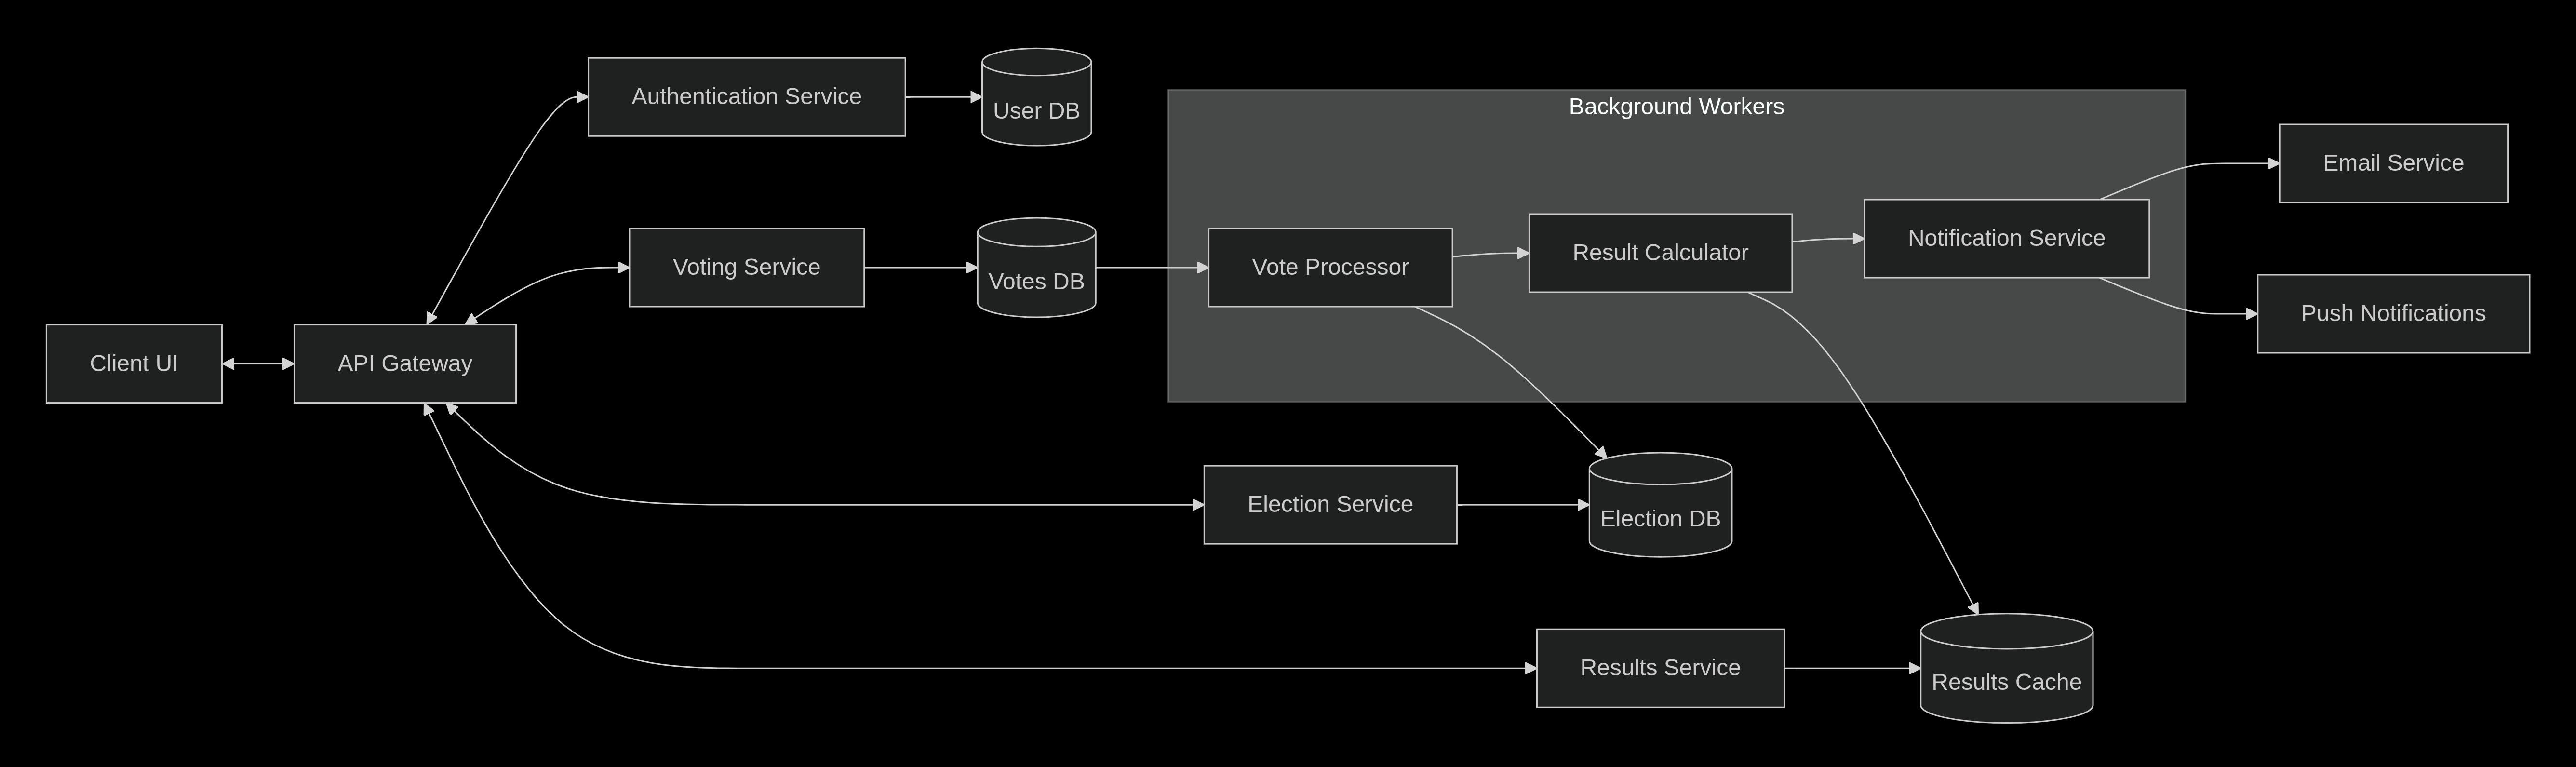 Authentication Service
User DB
Background Workers
Email Service
Voting Service
Votes DB
Vote Processor
Result Calculator
Notification Service
Push Notifications
Client UI
API Gateway
Election Service
Election DB
Results Service
Results Cache